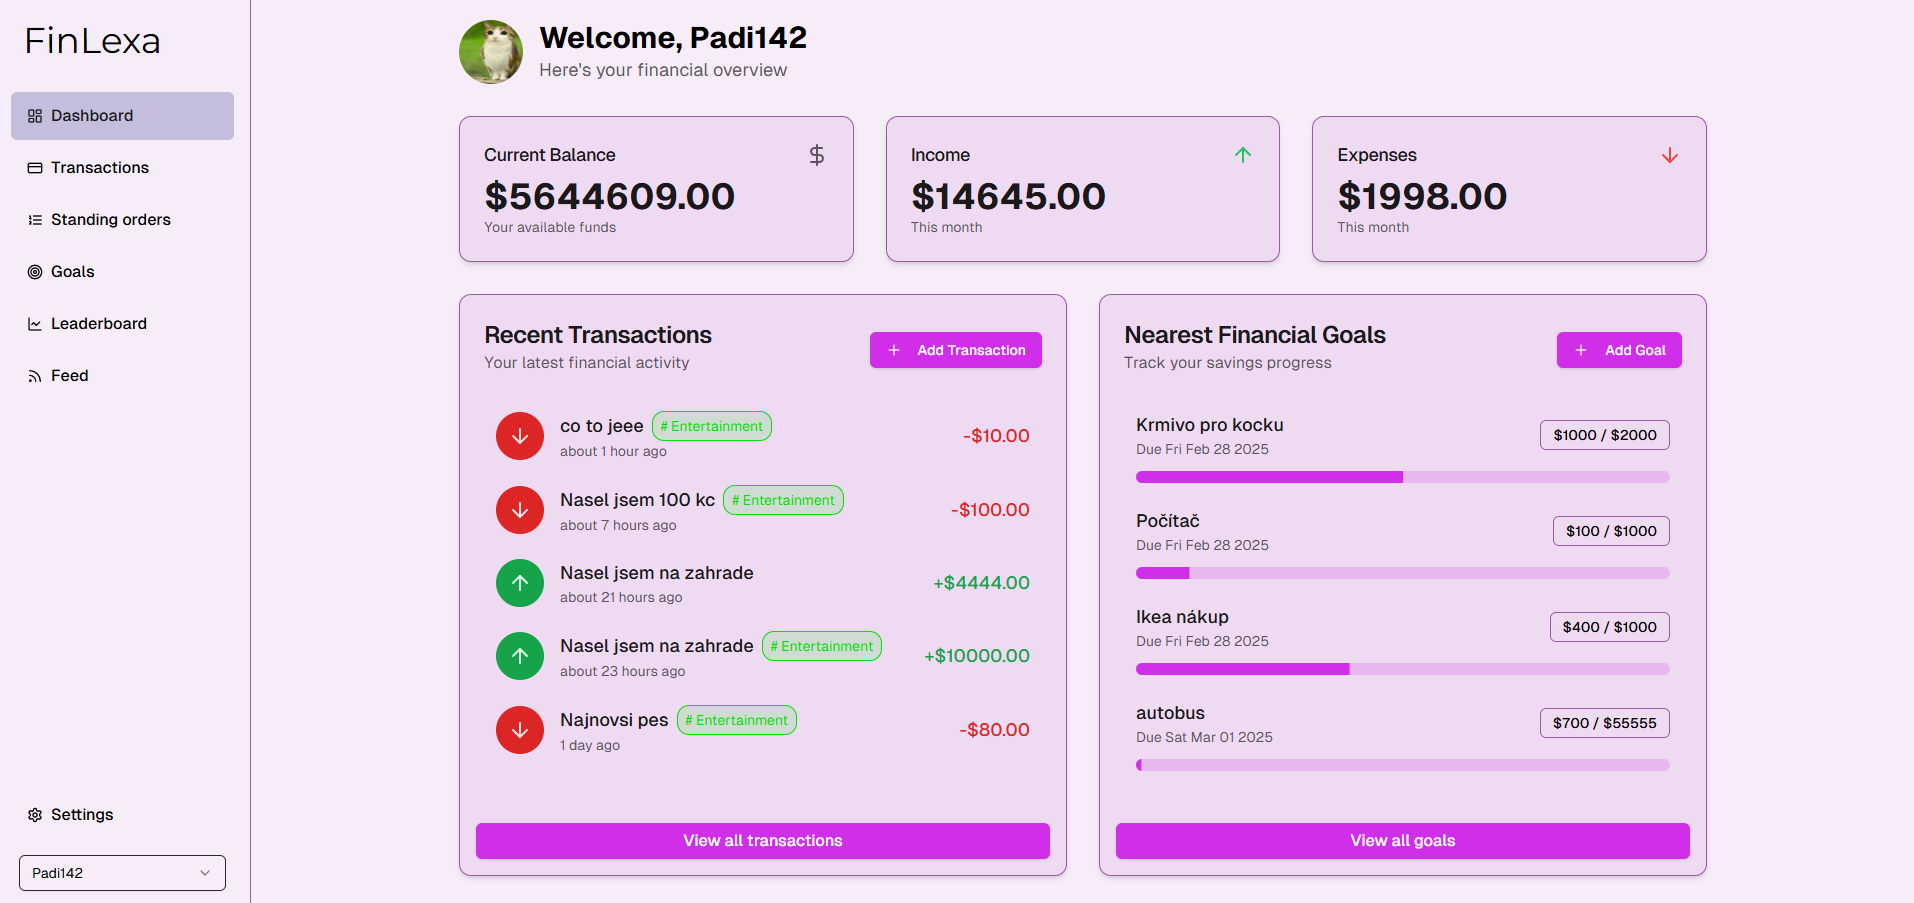 FinLexa
Dashboard
Transactions
Standing orders
Goals
Leaderboard
Feed
Settings
Padi142
Welcome, Padi142
Here's your financial overview
Current Balance
$5644609.00
Your available funds
Income
$14645.00
This month
Expenses
$1998.00
This month
Recent Transactions
Your latest financial activity
+ Add Transaction
co to jeee # Entertainment
about 1 hour ago
-$10.00
Nasel jsem 100 kc # Entertainment
about 7 hours ago
-$100.00
Nasel jsem na zahrade
about 21 hours ago
+$4444.00
Nasel jsem na zahrade # Entertainment
about 23 hours ago
+$10000.00
Najnovsi pes # Entertainment
1 day ago
-$80.00
View all transactions
Nearest Financial Goals
Track your savings progress
+ Add Goal
Krmivo pro kocku
Due Fri Feb 28 2025
$1000 / $2000
Počítač
Due Fri Feb 28 2025
$100 / $1000
Ikea nákup
Due Fri Feb 28 2025
$400 / $1000
autobus
Due Sat Mar 01 2025
$700 / $55555
View all goals